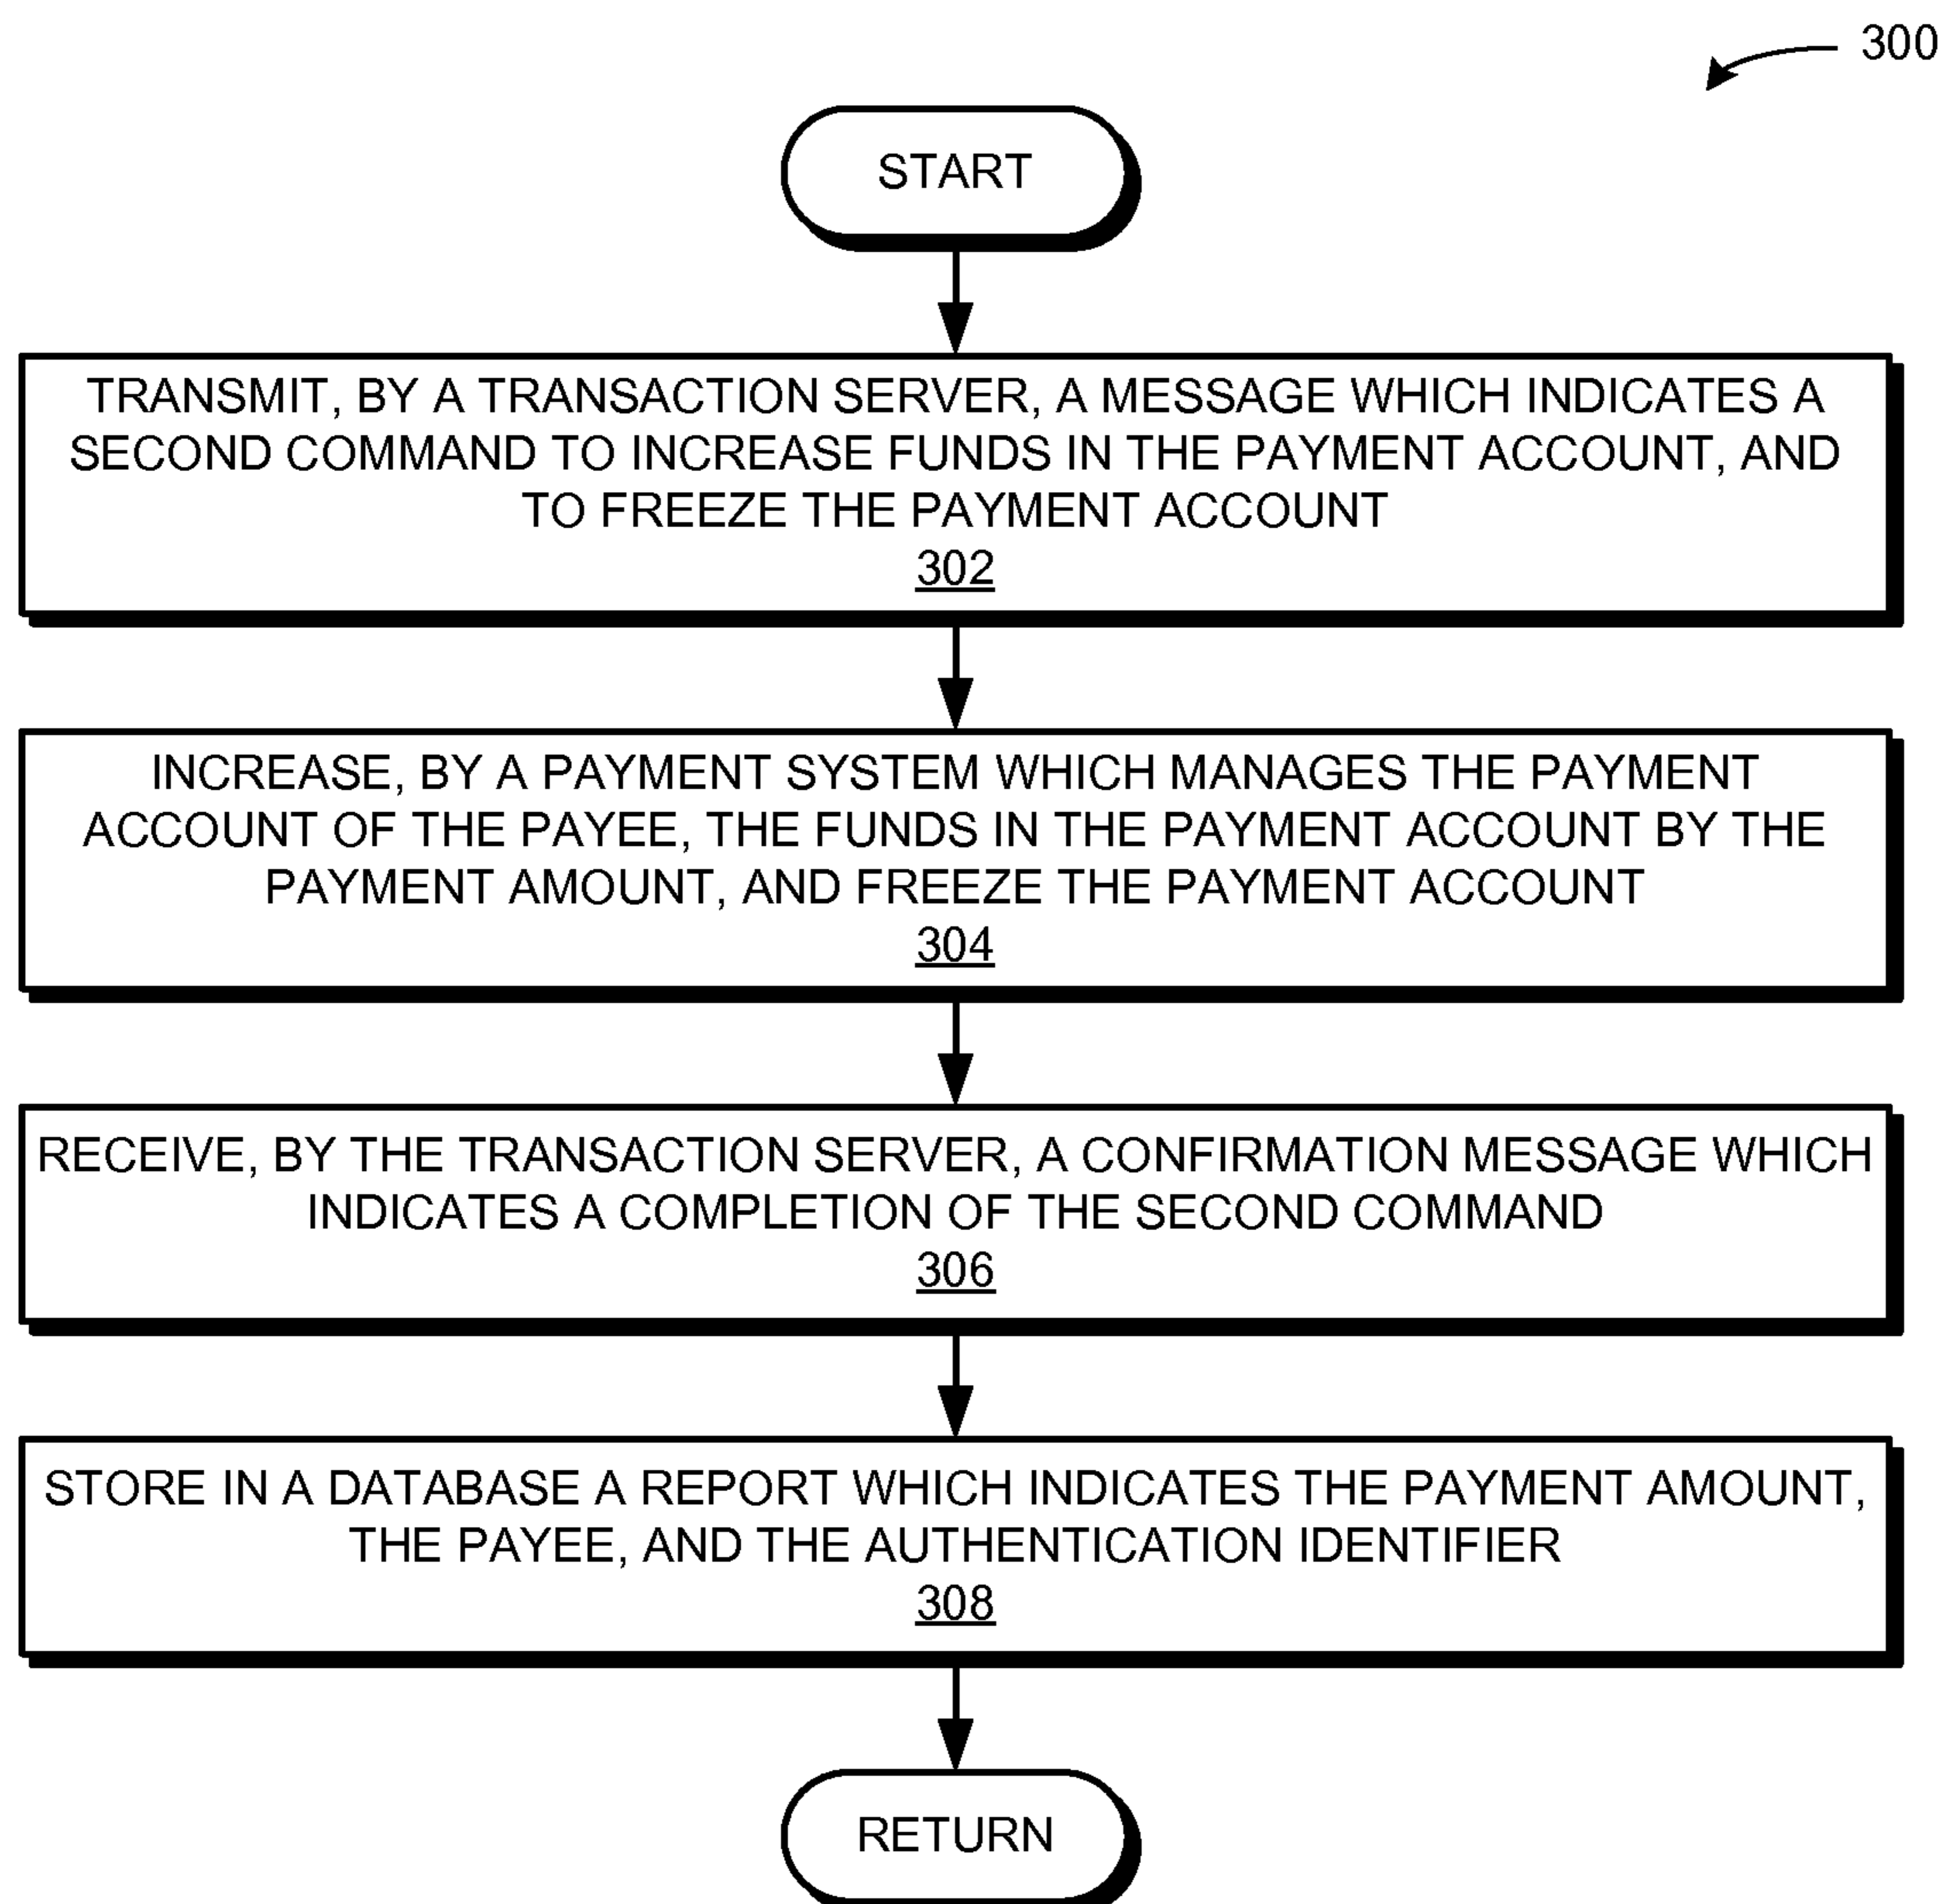 300
START
TRANSMIT, BY A TRANSACTION SERVER, A MESSAGE WHICH INDICATES A
SECOND COMMAND TO INCREASE FUNDS IN THE PAYMENT ACCOUNT, AND
TO FREEZE THE PAYMENT ACCOUNT
302
INCREASE, BY A PAYMENT SYSTEM WHICH MANAGES THE PAYMENT
ACCOUNT OF THE PAYEE, THE FUNDS IN THE PAYMENT ACCOUNT BY THE
PAYMENT AMOUNT, AND FREEZE THE PAYMENT ACCOUNT
304
RECEIVE, BY THE TRANSACTION SERVER, A CONFIRMATION MESSAGE WHICH
INDICATES A COMPLETION OF THE SECOND COMMAND
306
STORE IN A DATABASE A REPORT WHICH INDICATES THE PAYMENT AMOUNT,
THE PAYEE, AND THE AUTHENTICATION IDENTIFIER
308
RETURN